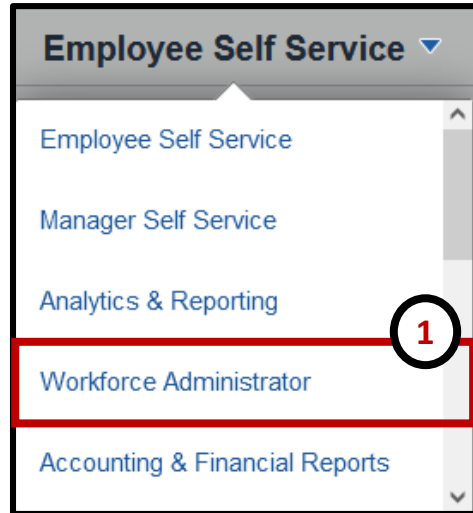 Employee Self Service
Employee Self Service
Manager Self Service
Analytics & Reporting
1
Workforce Administrator
Accounting & Financial Reports